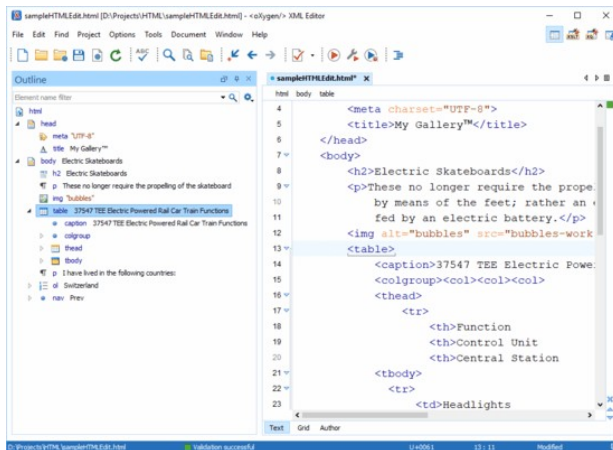 sampleHTMLEdit.html [D:\Projects\HTML\sampleHTMLEdit.html] - <oXygen/> XML Editor
File Edit Find Project Options Tools Document Window Help
Outline
Element name filter
html
head
meta "UTF-8"
title My Gallery™
body Electric Skateboards
h2 Electric Skateboards
p These no longer require the propelling of the skateboard
img "bubbles"
table 37547 TEE Electric Powered Rail Car Train Functions
caption 37547 TEE Electric Powered Rail Car Train Functions
colgroup
thead
tbody
p I have lived in the following countries:
ol Switzerland
nav Prev
sampleHTMLEdit.html*
html body table
4 <meta charset="UTF-8">
5 <title>My Gallery™</title>
6 </head>
7 <body>
8 <h2>Electric Skateboards</h2>
9 <p>These no longer require the prope
10 by means of the feet; rather an
11 fed by an electric battery.</p>
12 <img alt="bubbles" src="bubbles-work
13 <table>
14 <caption>37547 TEE Electric Powe
15 <colgroup><col><col><col>
16 <thead>
17 <tr>
18 <th>Function
19 <th>Control Unit
20 <th>Central Station
21 <tbody>
22 <tr>
23 <td>Headlights
Text Grid Author
D:\Projects\HTML\sampleHTMLEdit.html Validation successful U+0061 13 : 11 Modified